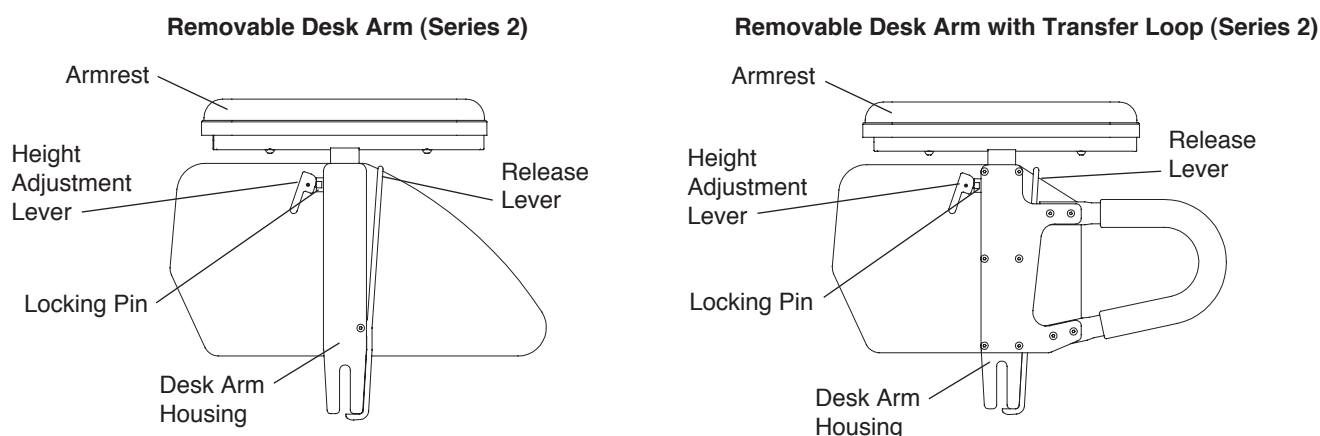 Removable Desk Arm (Series 2)
Armrest
Height
Adjustment
Lever
Release
Lever
Locking Pin
Desk Arm
Housing
Removable Desk Arm with Transfer Loop (Series 2)
Armrest
Height
Adjustment
Lever
Release
Lever
Locking Pin
Desk Arm
Housing